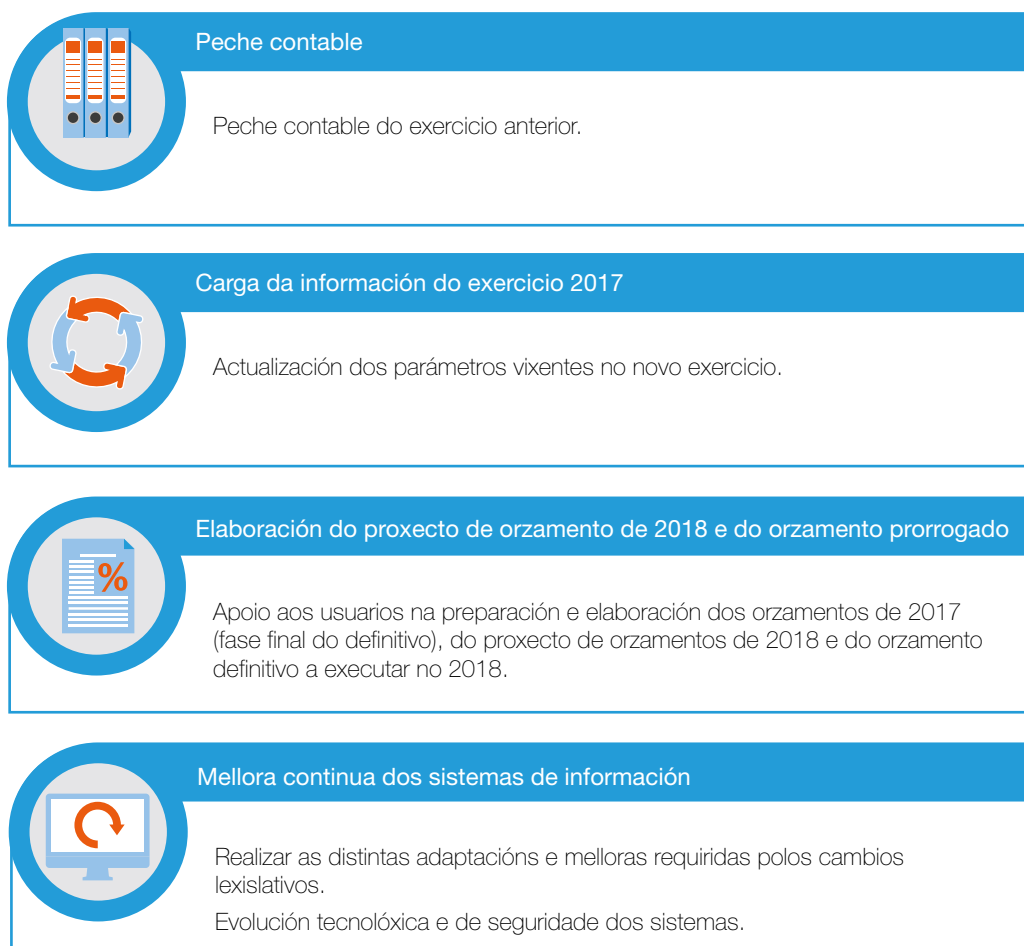 Peche contable
Peche contable do exercicio anterior.
Carga da información do exercicio 2017
Actualización dos parámetros vixentes no novo exercicio.
Elaboración do proxecto de orzamento de 2018 e do orzamento prorrogado
%
Apoio aos usuarios na preparación e elaboración dos orzamentos de 2017
(fase final do definitivo), do proxecto de orzamentos de 2018 e do orzamento
definitivo a executar no 2018.
Mellora continua dos sistemas de información
Realizar as distintas adaptacións e melloras requiridas polos cambios
lexislativos.
Evolución tecnolóxica e de seguridade dos sistemas.